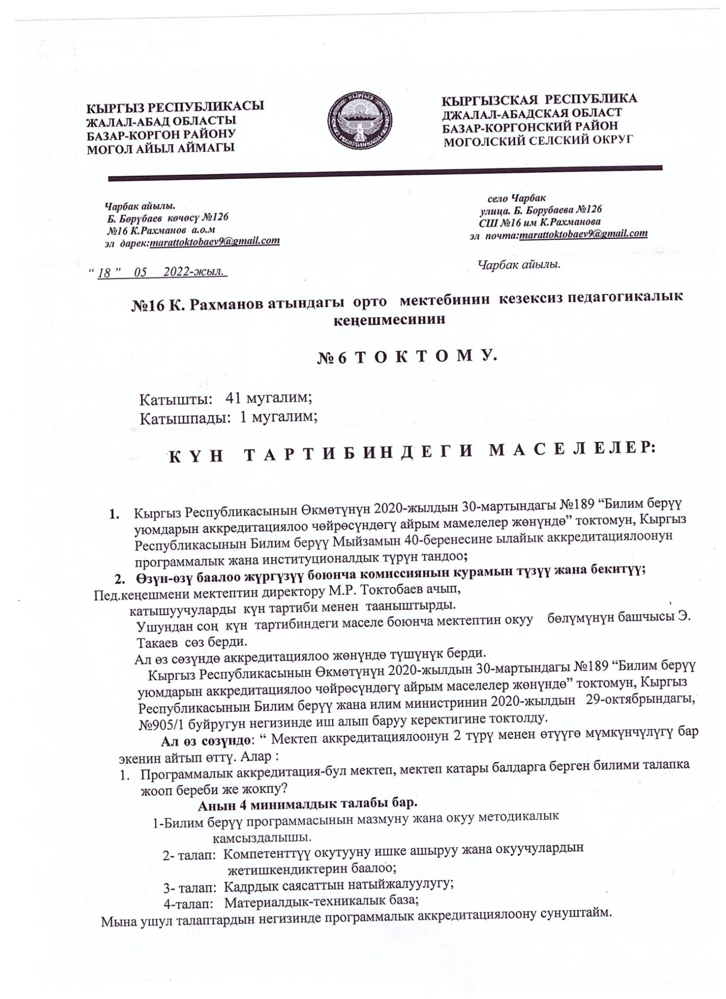 КЫРГЫЗ РЕСПУБЛИКАСЫ
ЖАЛАЛ-АБАД ОБЛАСТЫ
БАЗАР-КОРГОН РАЙОНУ
МОГОЛ АЙЫЛ АЙМАГЫ
КЫРГЫЗСКАЯ РЕСПУБЛИКА
ДЖАЛАЛ-АБАДСКАЯ ОБЛАСТ
БАЗАР-КОРГОНСКИЙ РАЙОН
МОГОЛСКИЙ СЕЛСКИЙ ОКРУГ
Чарбак айылы.
Б. Бөрүбаев көчөсү №126
№16 К.Рахманов а.о.м
эл дарек:marattoktobaev9@gmail.com
село Чарбак
улица. Б. Борубаева №126
СШ №16 им К.Рахманова
эл почта:marattoktobaev9@gmail.com
“ 18 ” 05 2022-жыл.
Чарбак айылы.
№16 К. Рахманов атындагы орто мектебинин кезексиз педагогикалык
кеңешмесинин
№ 6 Т О К Т О М У.
Катышты: 41 мугалим;
Катышпады: 1 мугалим;
К Ү Н Т А Р Т И Б И Н Д Е Г И М А С Е Л Е Л Е Р:
1. Кыргыз Республикасынын Өкмөтүнүн 2020-жылдын 30-мартындагы №189 “Билим берүү
уюмдарын аккредитациялоо чөйрөсүндөгү айрым мамелелер жөнүндө” токтомун, Кыргыз
Республикасынын Билим берүү Мыйзамын 40-беренесине ылайык аккредитациялоонун
программалык жана институционалдык түрүн тандоо;
2. Өзүн-өзү баалоо жүргүзүү боюнча комиссиянын курамын түзүү жана бекитүү;
Пед.кеңешмени мектептин директору М.Р. Токтобаев ачып,
катышуучуларды күн тартиби менен тааныштырды.
Ушундан соң күн тартибиндеги маселе боюнча мектептин окуу бөлүмүнүн башчысы Э.
Такаев сөз берди.
Ал өз сөзүндө аккредитациялоо жөнүндө түшүнүк берди.
Кыргыз Республикасынын Өкмөтүнүн 2020-жылдын 30-мартындагы №189 “Билим берүү
уюмдарын аккредитациялоо чөйрөсүндөгү айрым маселелер жөнүндө” токтомун, Кыргыз
Республикасынын Билим берүү жана илим министринин 2020-жылдын 29-октябрындагы,
№905/1 буйругун негизинде иш алып баруу керектигине токтолду.
Ал өз сөзүндө: “ Мектеп аккредитациялоонун 2 түрү менен өтүүгө мүмкүнчүлүгү бар
экенин айтып өттү. Алар :
1. Программалык аккредитация-бул мектеп, мектеп катары балдарга берген билими талапка
жооп береби же жокпу?
Анын 4 минималдык талабы бар.
1-Билим берүү программасынын мазмуну жана окуу методикалык
камсыздалышы.
2- талап: Компетенттүү окутууну ишке ашыруу жана окуучулардын
жетишкендиктерин баалоо;
3- талап: Кадрдык саясаттын натыйжалуулугу;
4-талап: Материалдык-техникалык база;
Мына ушул талаптардын негизинде программалык аккредитациялоону сунуштайм.